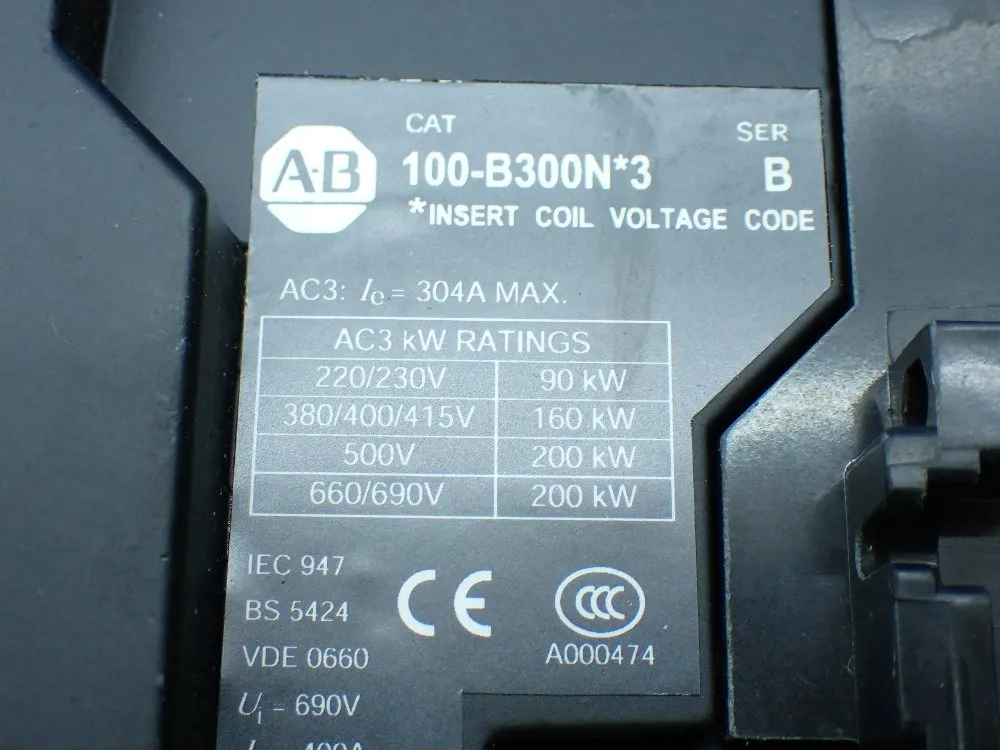 CAT
SER
A-B
100-B300N*3
B
*INSERT COIL VOLTAGE CODE
AC3: Ie = 304A MAX.
AC3 kW RATINGS
220/230V 90 kW
380/400/415V 160 kW
500V 200 kW
660/690V 200 kW
IEC 947
BS 5424
VDE 0660
CE
CCC
A000474
Ui – 690V